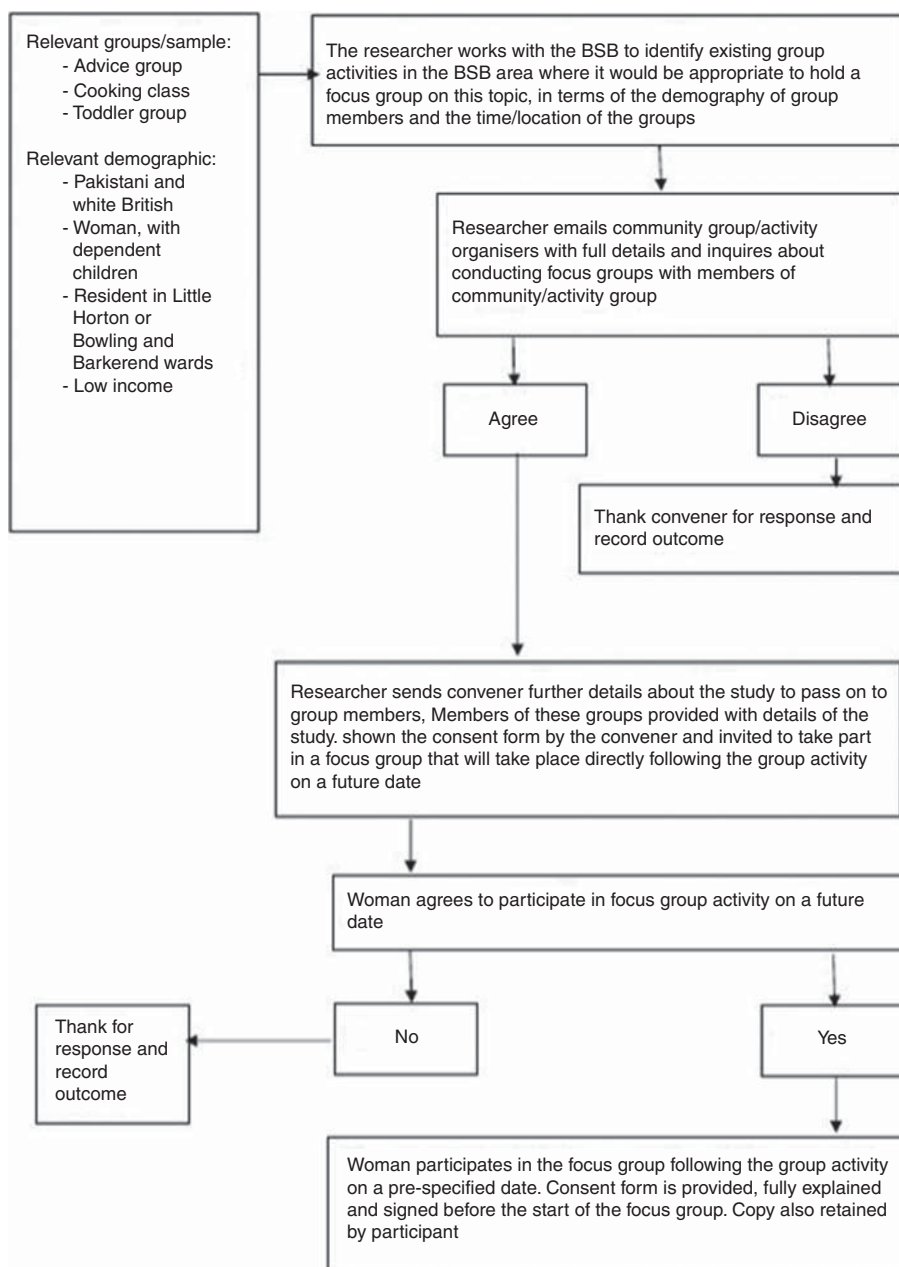 Relevant groups/sample:
- Advice group
- Cooking class
- Toddler group
Relevant demographic:
- Pakistani and
white British
- Woman, with
dependent
children
- Resident in Little
Horton or
Bowling and
Barkerend wards
- Low income
The researcher works with the BSB to identify existing group
activities in the BSB area where it would be appropriate to hold a
focus group on this topic, in terms of the demography of group
members and the time/location of the groups
Researcher emails community group/activity
organisers with full details and inquires about
conducting focus groups with members of
community/activity group
Agree
Disagree
Thank convener for response and
record outcome
Researcher sends convener further details about the study to pass on to
group members, Members of these groups provided with details of the
study. shown the consent form by the convener and invited to take part
in a focus group that will take place directly following the group activity
on a future date
Woman agrees to participate in focus group activity on a future
date
No
Yes
Thank for
response and
record
outcome
Woman participates in the focus group following the group activity
on a pre-specified date. Consent form is provided, fully explained
and signed before the start of the focus group. Copy also retained
by participant